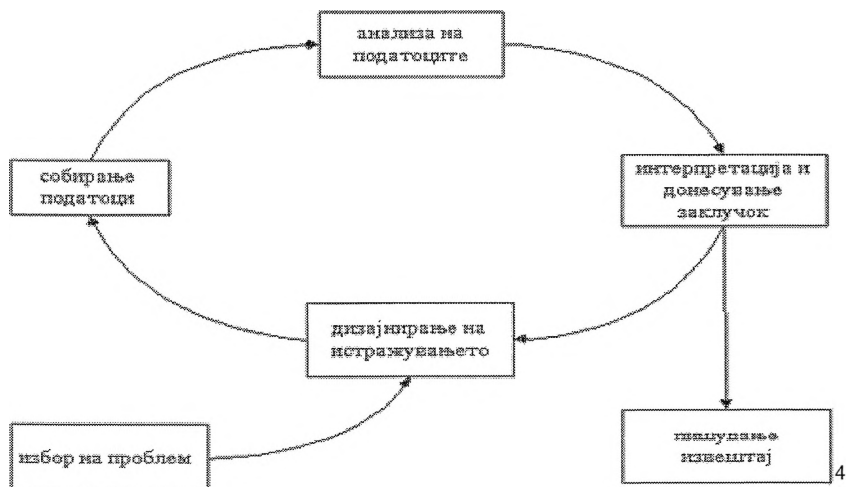 анализа на
податоците
собирање
податоци
интерпретација и
донесување
заклучок
дизајнирање на
истражувањето
избор на проблем
пишување
извештај
4